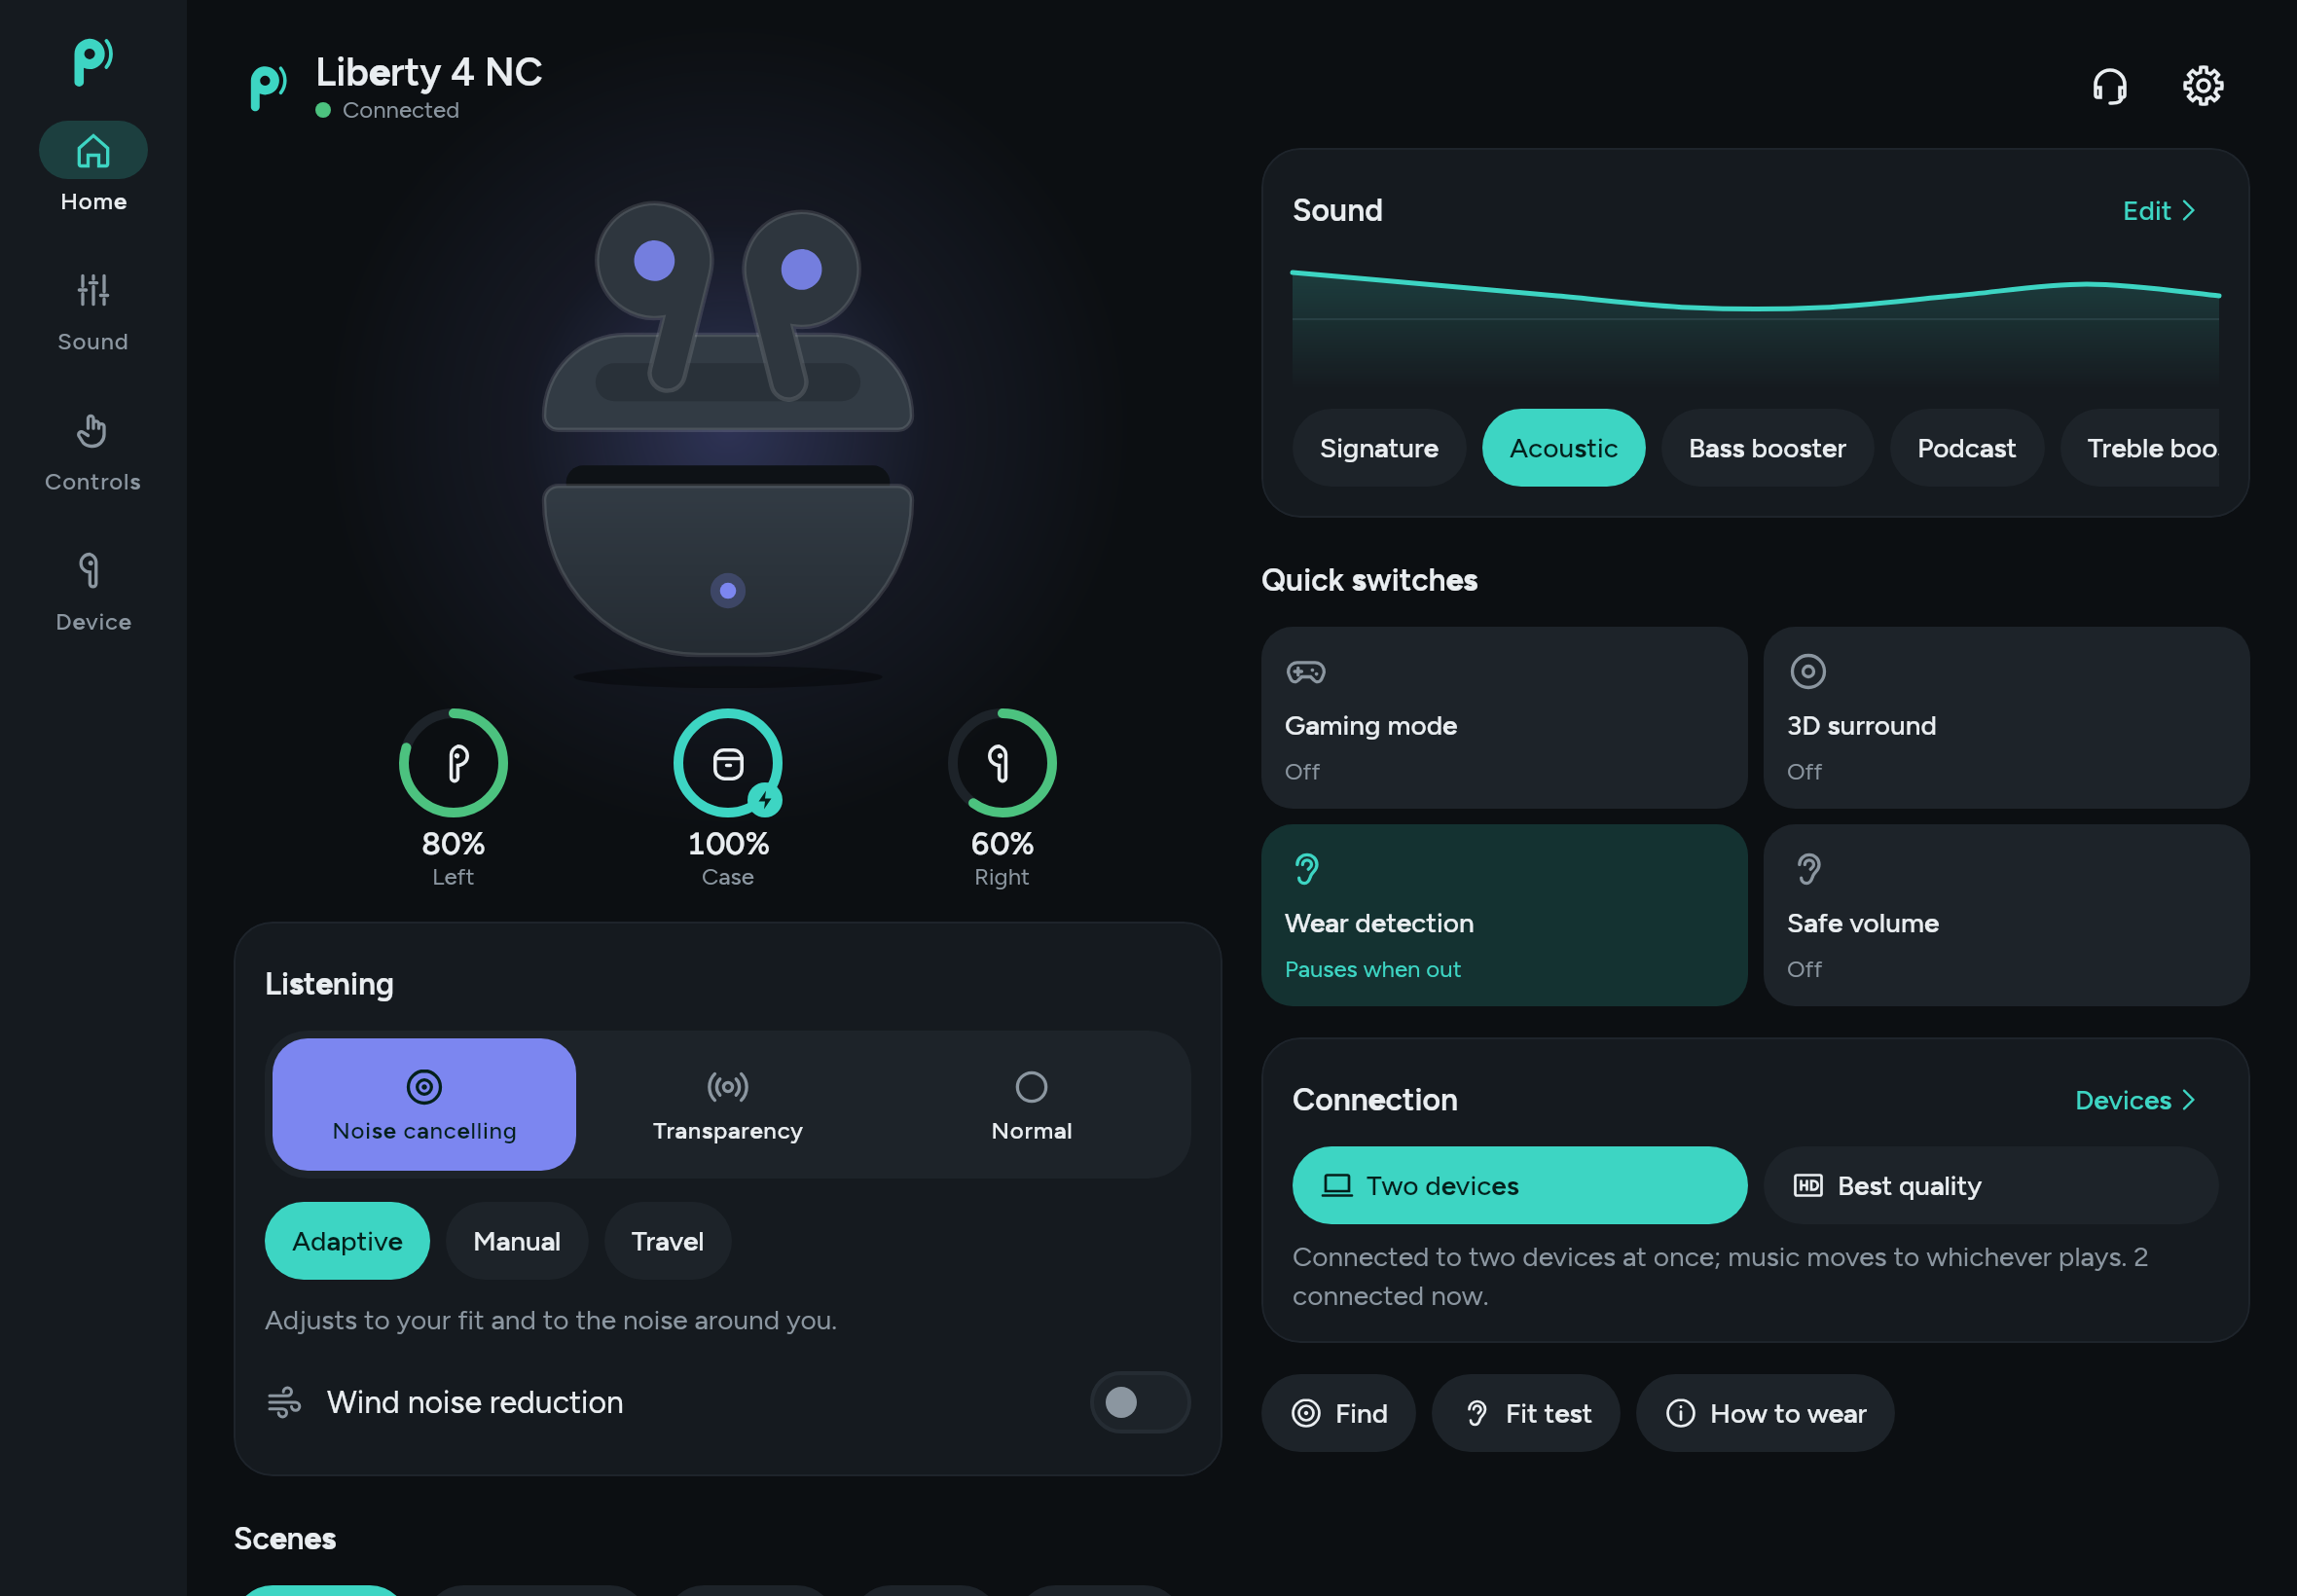 Liberty 4 NC
Connected
Home
Sound
Controls
Device
80%
Left
100%
Case
60%
Right
Listening
Noise cancelling
Transparency
Normal
Adaptive
Manual
Travel
Adjusts to your fit and to the noise around you.
Wind noise reduction
Scenes
Sound
Edit
Signature
Acoustic
Bass booster
Podcast
Treble boo
Quick switches
Gaming mode
Off
3D surround
Off
Wear detection
Pauses when out
Safe volume
Off
Connection
Devices
Two devices
HD
Best quality
Connected to two devices at once; music moves to whichever plays. 2
connected now.
Find
Fit test
How to wear